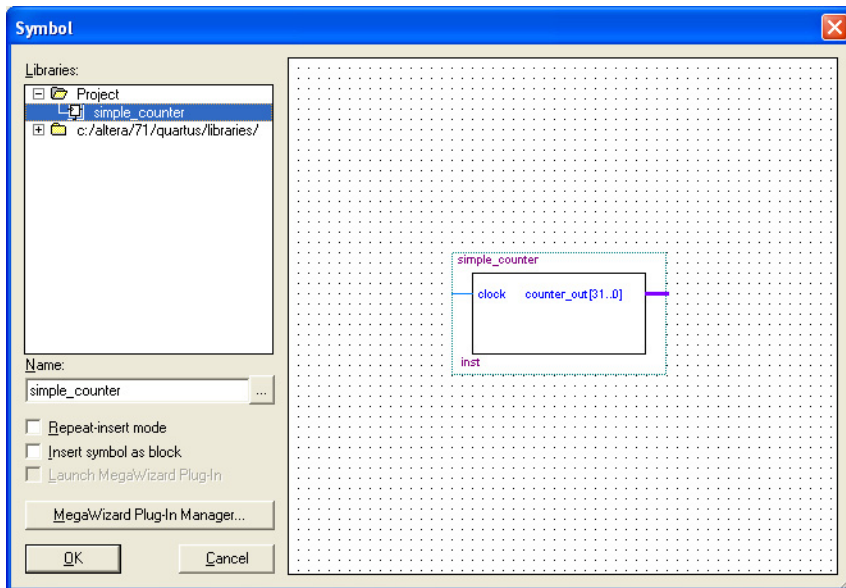 Symbol
Libraries:
Project
simple_counter
c:/altera/71/quartus/libraries/
Name:
simple_counter
...
Repeat-insert mode
Insert symbol as block
Launch MegaWizard Plug-In
MegaWizard Plug-In Manager...
OK
Cancel
simple_counter
clock counter_out[31..0]
inst